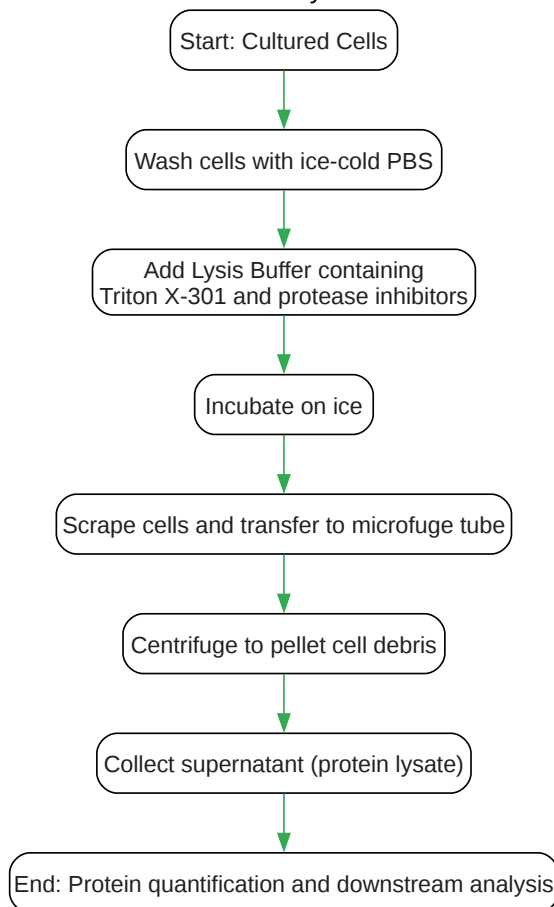 Start: Cultured Cells
Wash cells with ice-cold PBS
Add Lysis Buffer containing
Triton X-301 and protease inhibitors
Incubate on ice
Scrape cells and transfer to microfuge tube
Centrifuge to pellet cell debris
Collect supernatant (protein lysate)
End: Protein quantification and downstream analysis